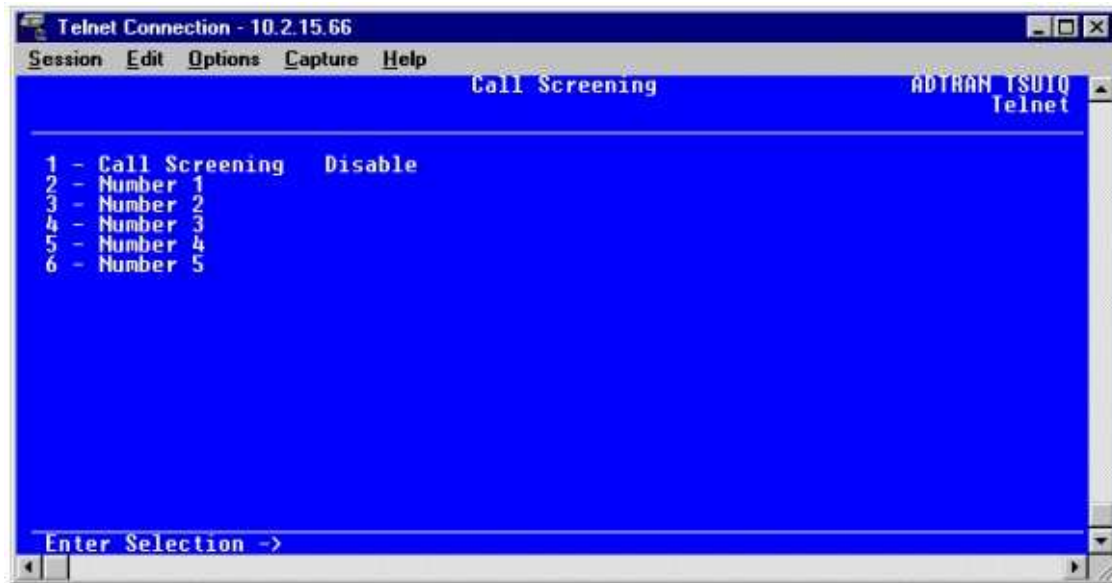 Telnet Connection - 10.2.15.66
Session Edit Options Capture Help
Call Screening ADTRAN TSUIQ
Telnet
1 - Call Screening Disable
2 - Number 1
3 - Number 2
4 - Number 3
5 - Number 4
6 - Number 5
Enter Selection ->